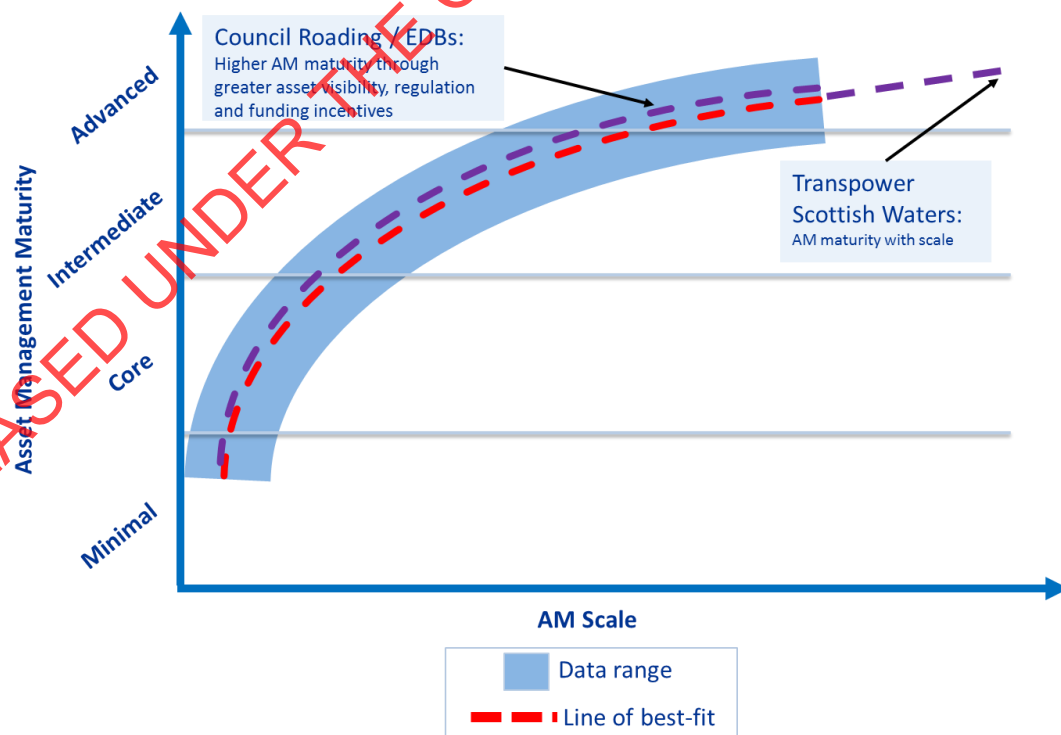 Council Roading / EDBs:
Higher AM maturity through
greater asset visibility, regulation
and funding incentives
Advanced
Intermediate
Core
Minimal
Asset Management Maturity
Transpower
Scottish Waters:
AM maturity with scale
AM Scale
Data range
Line of best-fit
ASED UNDER THE